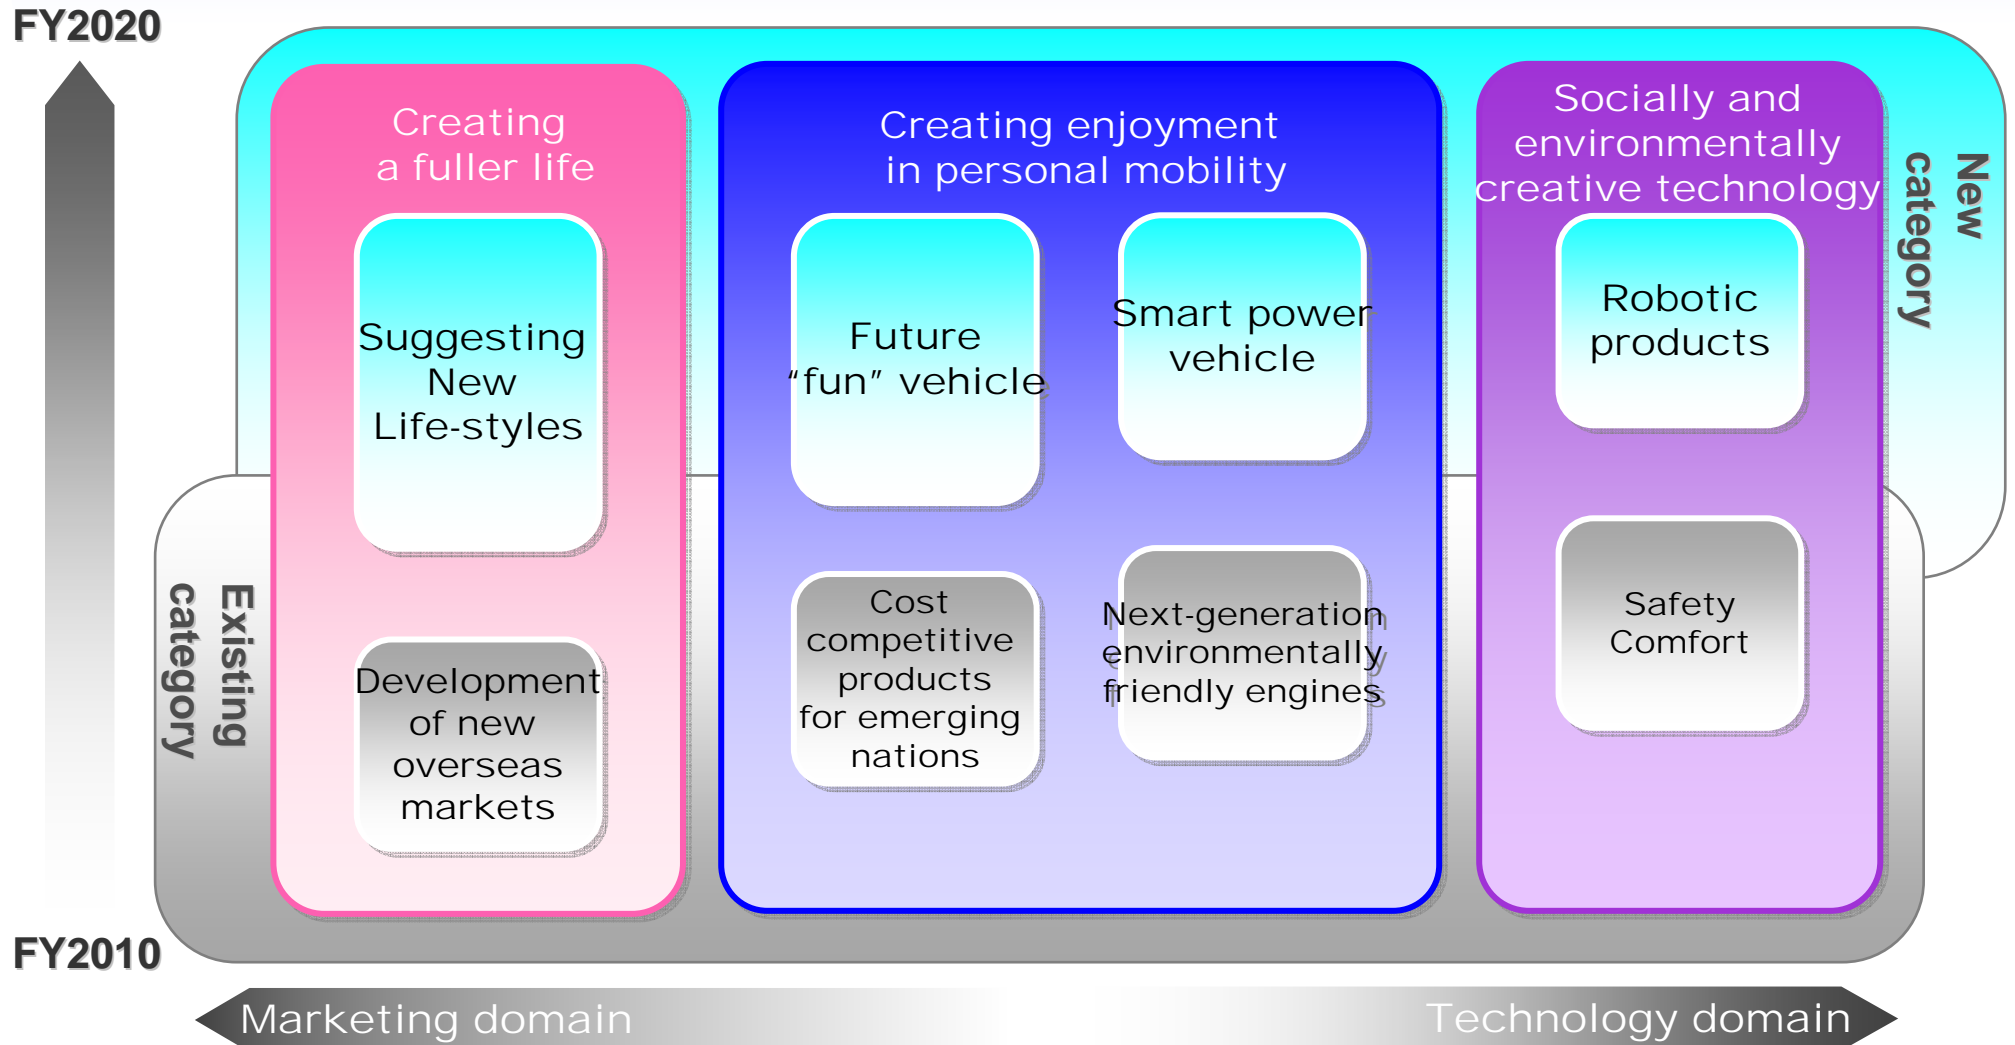 FY2020
Creating
a fuller life
Suggesting
New
Life-styles
Development
of new
overseas
markets
Creating enjoyment
in personal mobility
Future
“fun” vehicle
Smart power
vehicle
Cost
competitive
products
for emerging
nations
Next-generation
environmentally
friendly engines
Socially and
environmentally
creative technology
Robotic
products
Safety
Comfort
New
category
Existing
category
FY2010
Marketing domain
Technology domain